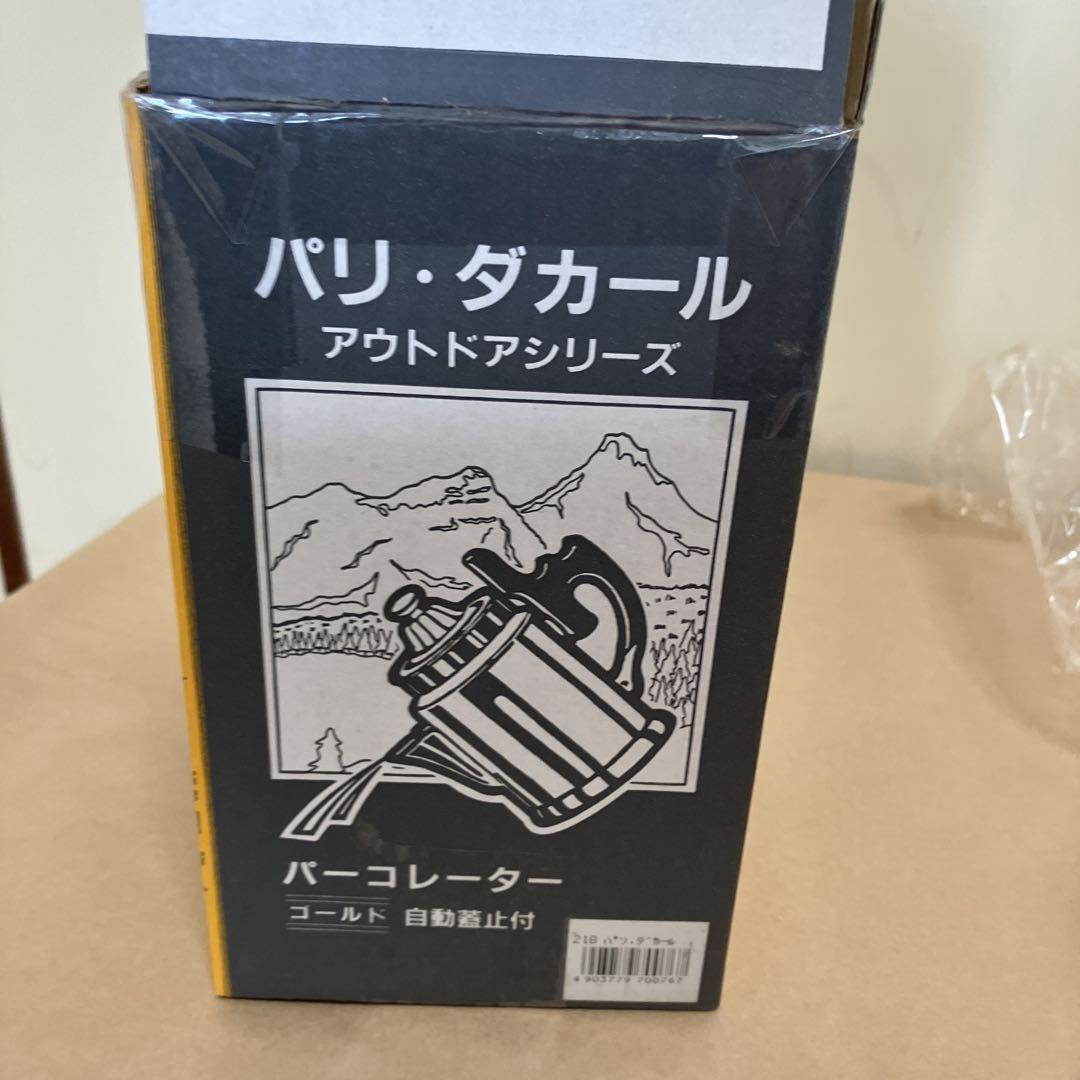 パリ・ダカール
アウトドアシリーズ
パーコレーター
ゴールド 自動蓋止付
218 パリ.ダカール 1
4 903779 700767